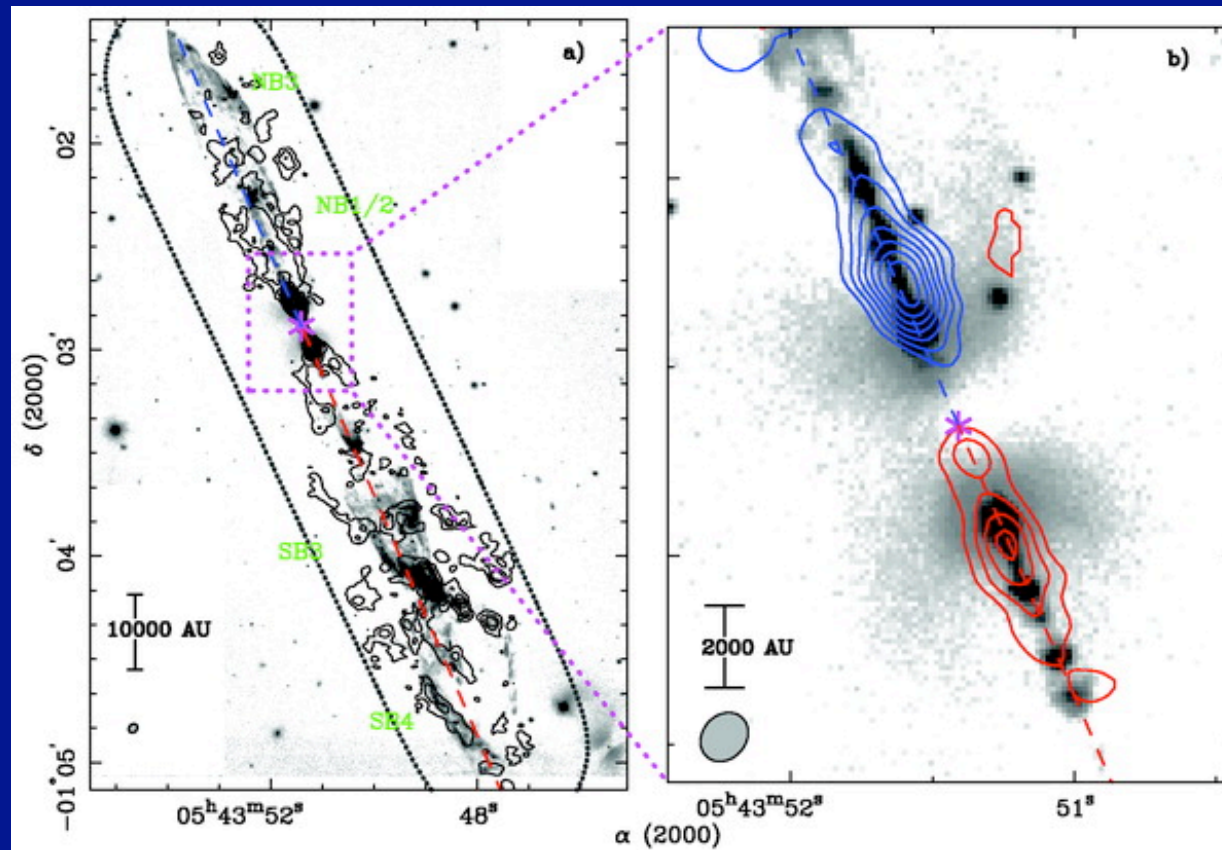 a)
NB3
02'
NB1/2
03'
δ (2000)
04'
SB3
10000 AU
SB4
-01° 05'
05ʰ43ᵐ52ˢ
48ˢ
b)
2000 AU
05ʰ43ᵐ52ˢ
51ˢ
α (2000)